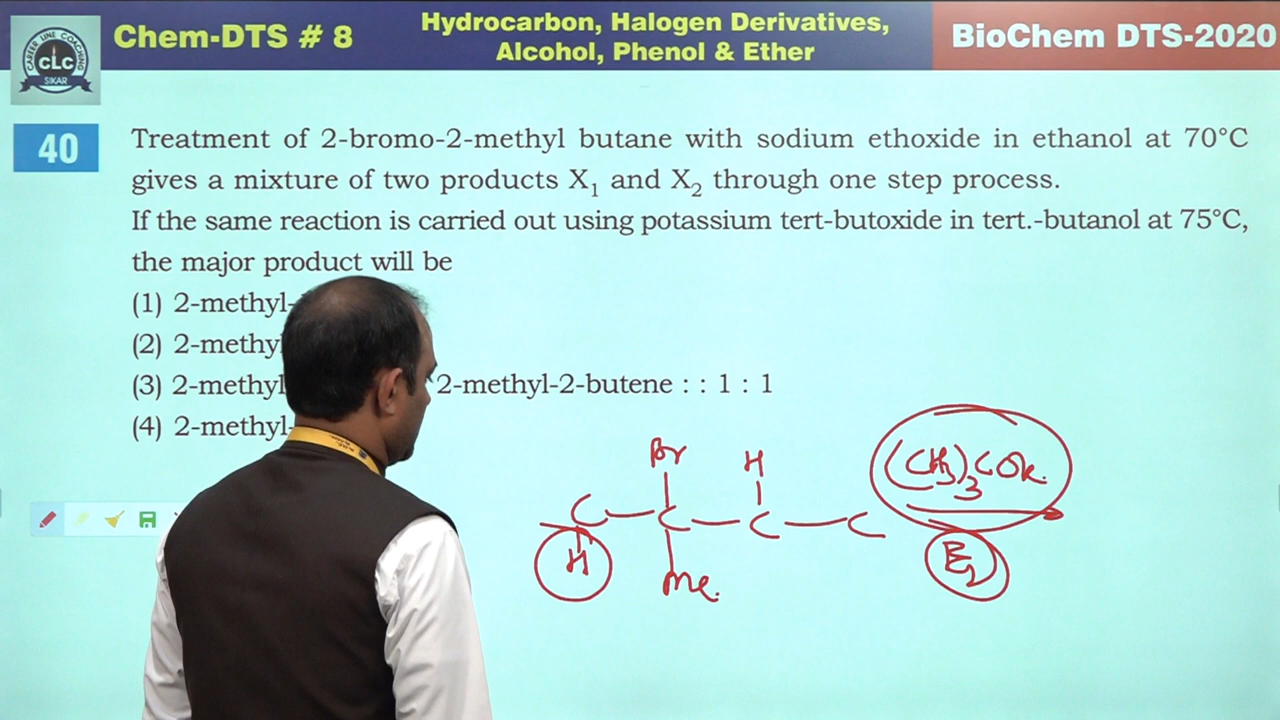 CAREER LINE COACHING
CLC
SIKAR
Chem-DTS # 8
Hydrocarbon, Halogen Derivatives,
Alcohol, Phenol & Ether
BioChem DTS-2020
40
Treatment of 2-bromo-2-methyl butane with sodium ethoxide in ethanol at 70°C
gives a mixture of two products X₁ and X₂ through one step process.
If the same reaction is carried out using potassium tert-butoxide in tert.-butanol at 75°C,
the major product will be
(1) 2-methyl-
(2) 2-methyl
(3) 2-methyl 2-methyl-2-butene : : 1 : 1
(4) 2-methyl-
Br H
C — C — C — C
H Me
(CH₃)₃COK
E₂